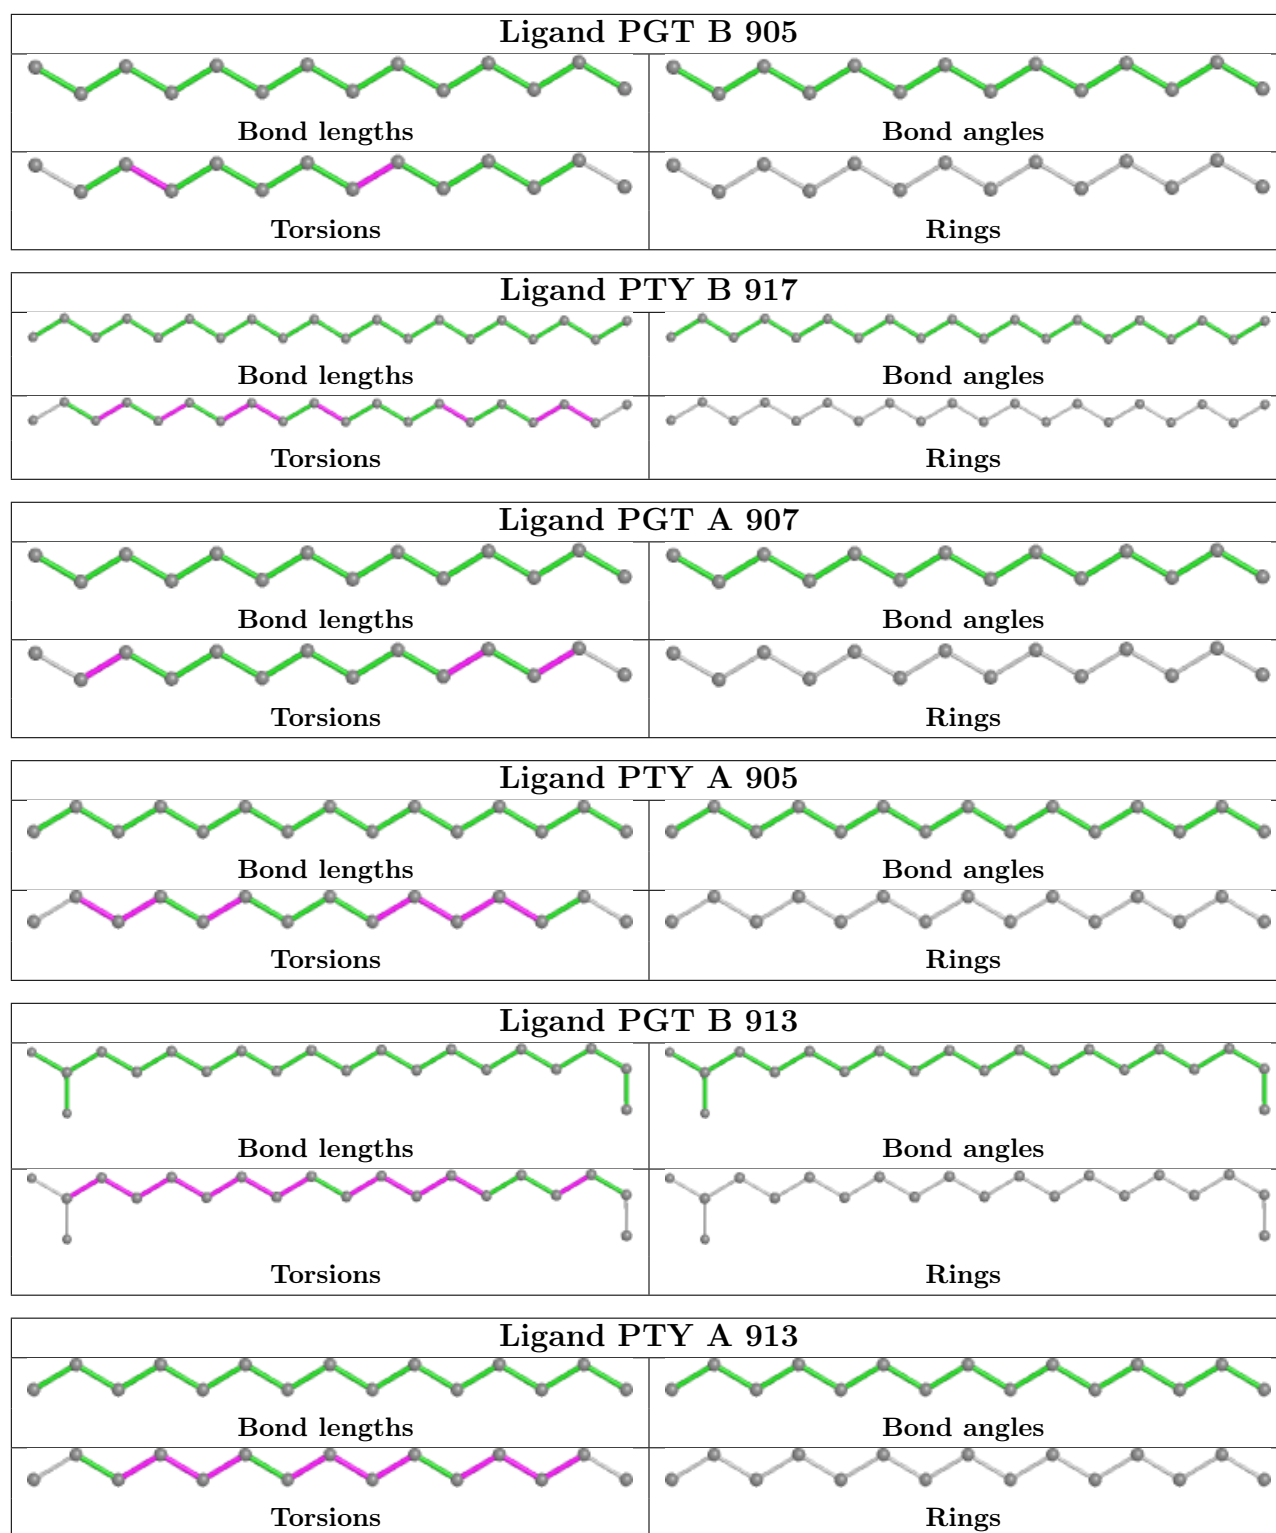 Ligand PGT B 905
Bond lengths
Bond angles
Torsions
Rings
Ligand PTY B 917
Bond lengths
Bond angles
Torsions
Rings
Ligand PGT A 907
Bond lengths
Bond angles
Torsions
Rings
Ligand PTY A 905
Bond lengths
Bond angles
Torsions
Rings
Ligand PGT B 913
Bond lengths
Bond angles
Torsions
Rings
Ligand PTY A 913
Bond lengths
Bond angles
Torsions
Rings